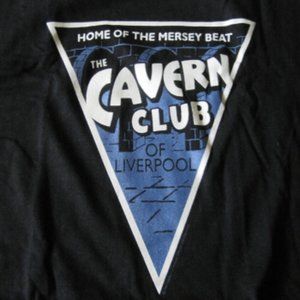 HOME OF THE MERSEY BEAT
THE
CAVERN
CLUB
OF
LIVERPOOL